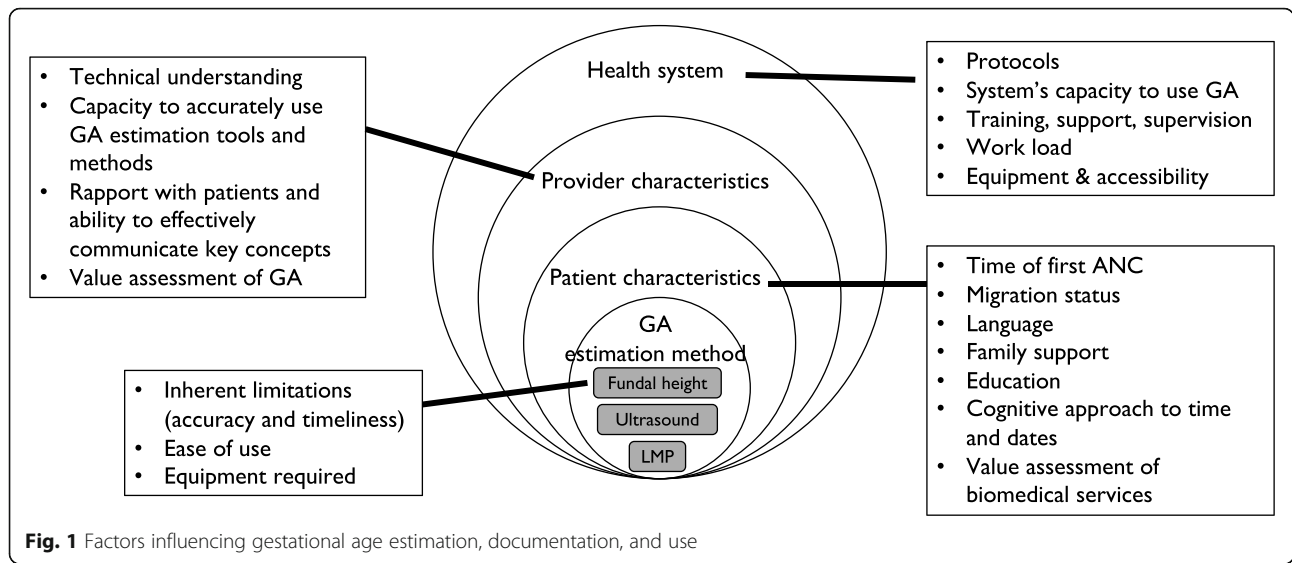 • Technical understanding
• Capacity to accurately use
GA estimation tools and
methods
• Rapport with patients and
ability to effectively
communicate key concepts
• Value assessment of GA
• Inherent limitations
(accuracy and timeliness)
• Ease of use
• Equipment required
Health system
Provider characteristics
Patient characteristics
GA
estimation method
Fundal height
Ultrasound
LMP
• Protocols
• System's capacity to use GA
• Training, support, supervision
• Work load
• Equipment & accessibility
• Time of first ANC
• Migration status
• Language
• Family support
• Education
• Cognitive approach to time
and dates
• Value assessment of
biomedical services
Fig. 1 Factors influencing gestational age estimation, documentation, and use